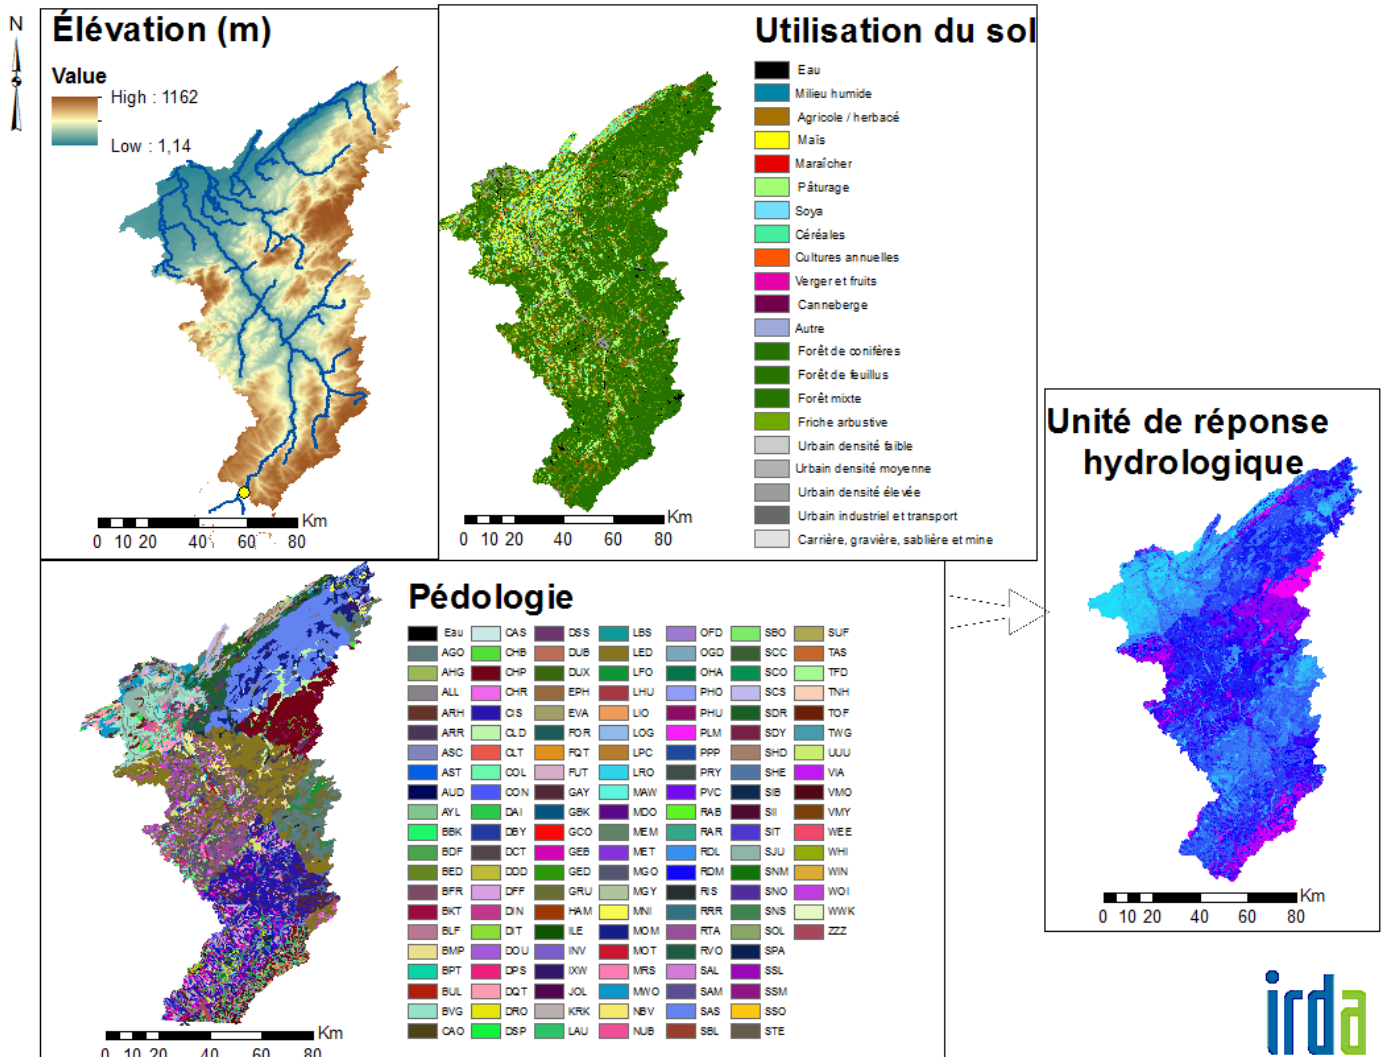 N
Élévation (m)
Value
High : 1162
Low : 1,14
Km
0 10 20 40 60 80
Utilisation du sol
Eau
Milieu humide
Agricole / herbacé
Maïs
Maraîcher
Pâturage
Soya
Céréales
Cultures annuelles
Verger et fruits
Canneberge
Autre
Forêt de conifères
Forêt de feuillus
Forêt mixte
Friche arbustive
Urbain densité faible
Urbain densité moyenne
Urbain densité élevée
Urbain industriel et transport
Carrière, gravière, sablière et mine
Km
0 10 20 40 60 80
Unité de réponse
hydrologique
Km
0 10 20 40 60 80
Pédologie
Eau CAS DSS LBS OFD SBO SUF
AGO CHB DUB LED OGD SCC TAS
AHG CHP DUX LFO OHA SCO TFD
ALL CHR EPH LHU PHO SCS TNH
ARH CIS EVA LIO PHU SDR TOF
ARR CLD FOR LOG PLM SDY TWG
ASC CLT FQT LPC PPP SHD UUU
AST COL FUT LRO PRY SHE VIA
AUD CON GAY MAW PVC SIB VMO
AYL DAI GBK MDO RAB SII VMY
BBK DBY GCO MEM RAR SIT WEE
BDF DCT GEB MET RDL SJU WHI
BED DDD GED MGO RDM SNM WIN
BFR DFF GRU MGY RIS SNO WOI
BKT DIN HAM MNI RRR SNS WWK
BLF DIT ILE MOM RTA SOL ZZZ
BMP DOU INV MOT RVO SPA
BPT DPS IXW MRS SAL SSL
BUL DQT JOL MWO SAM SSM
BVG DRO KRK NBV SAS SSO
CAO DSP LAU NUB SBL STE
Km
0 10 20 40 60 80
irda